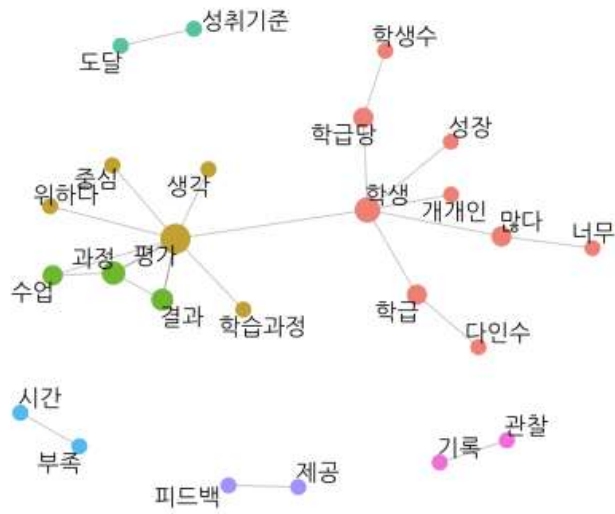 성취기준
도달
학생수
학급당
성장
중심
생각
위하다
학생
개개인
많다
너무
과정
평가
수업
결과
학습과정
학급
다인수
시간
부족
관찰
기록
제공
피드백